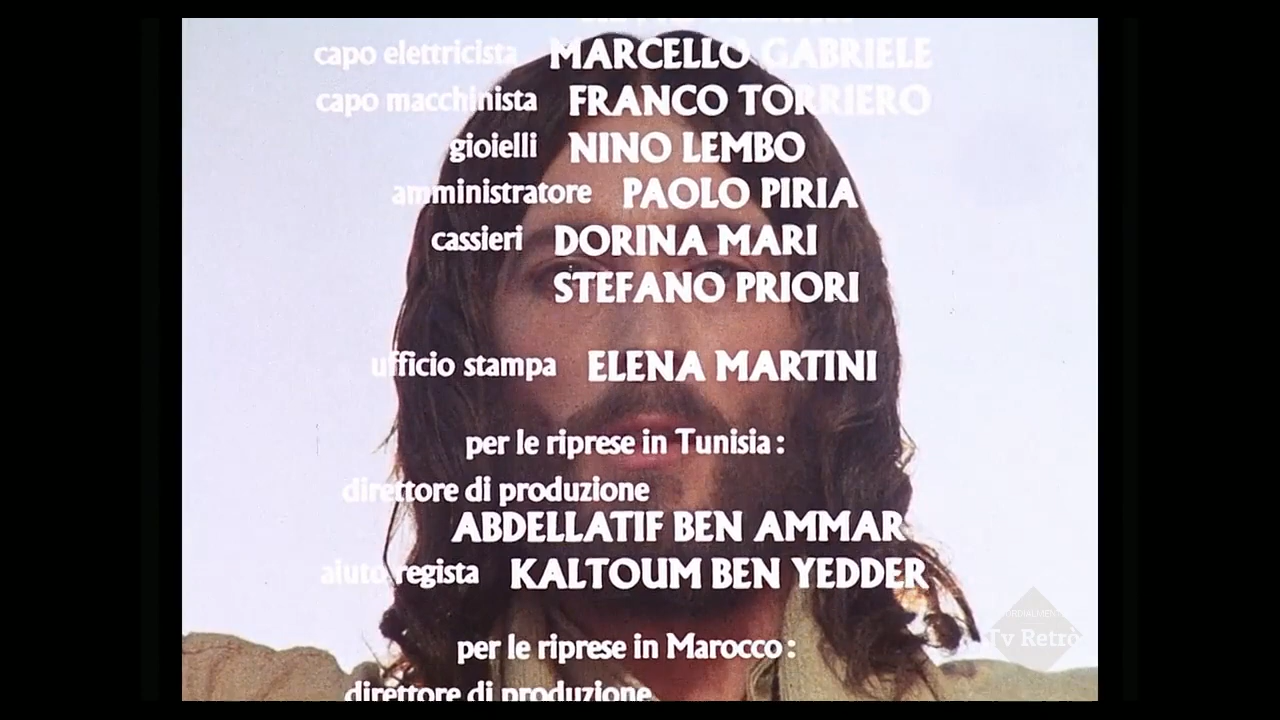 capo elettricista MARCELLO GABRIELE
capo macchinista FRANCO TORRIERO
gioielli NINO LEMBO
amministratore PAOLO PIRIA
cassieri DORINA MARI
STEFANO PRIORI
ufficio stampa ELENA MARTINI
per le riprese in Tunisia:
direttore di produzione
ABDELLATIF BEN AMMAR
aiuto regista KALTOUM BEN YEDDER
Tv Retrò
per le riprese in Marocco:
direttore di produzione